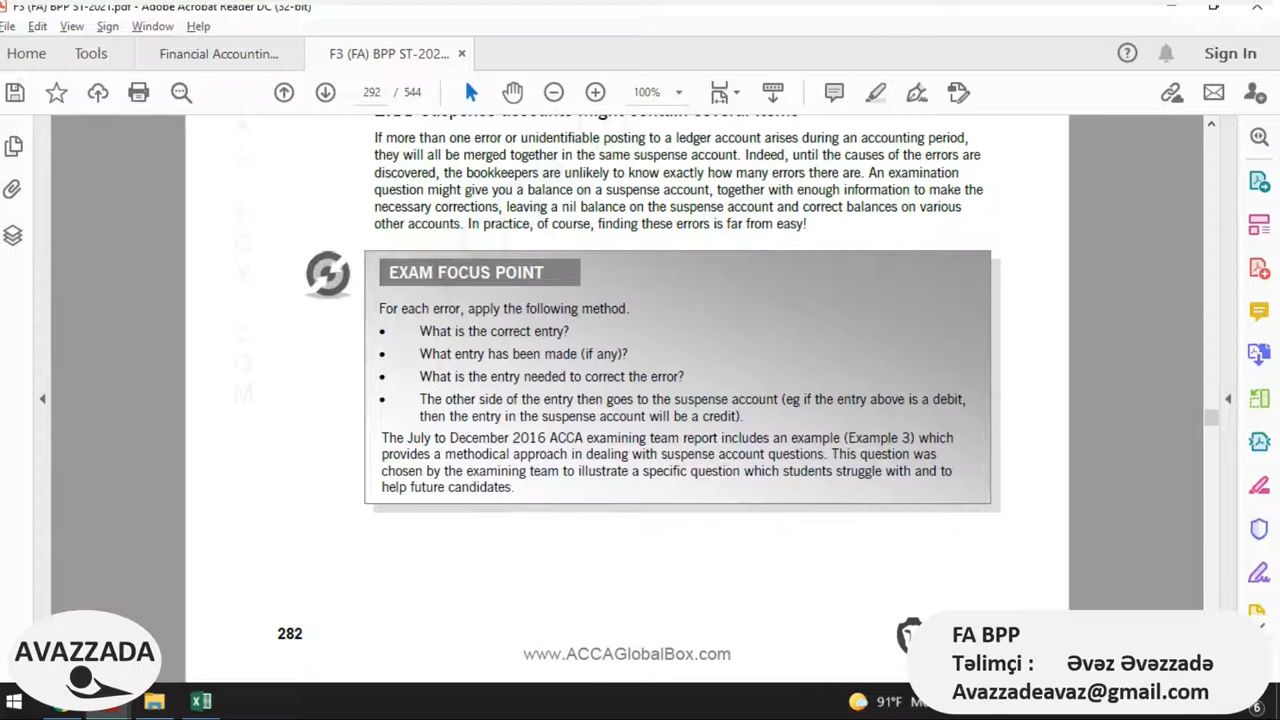 F3 (FA) BPP ST-2021.pdf - Adobe Acrobat Reader DC (32-bit)
File Edit View Sign Window Help
Home Tools Financial Accountin... F3 (FA) BPP ST-202... × Sign In
292 / 544 100%
If more than one error or unidentifiable posting to a ledger account arises during an accounting period,
they will all be merged together in the same suspense account. Indeed, until the causes of the errors are
discovered, the bookkeepers are unlikely to know exactly how many errors there are. An examination
question might give you a balance on a suspense account, together with enough information to make the
necessary corrections, leaving a nil balance on the suspense account and correct balances on various
other accounts. In practice, of course, finding these errors is far from easy!
EXAM FOCUS POINT
For each error, apply the following method.
• What is the correct entry?
• What entry has been made (if any)?
• What is the entry needed to correct the error?
• The other side of the entry then goes to the suspense account (eg if the entry above is a debit,
then the entry in the suspense account will be a credit).
The July to December 2016 ACCA examining team report includes an example (Example 3) which
provides a methodical approach in dealing with suspense account questions. This question was
chosen by the examining team to illustrate a specific question which students struggle with and to
help future candidates.
282
www.ACCAGlobalBox.com
AVAZZADA
FA BPP
Təlimçi : Əvəz Əvəzzadə
Avazzadeavaz@gmail.com
91°F
6